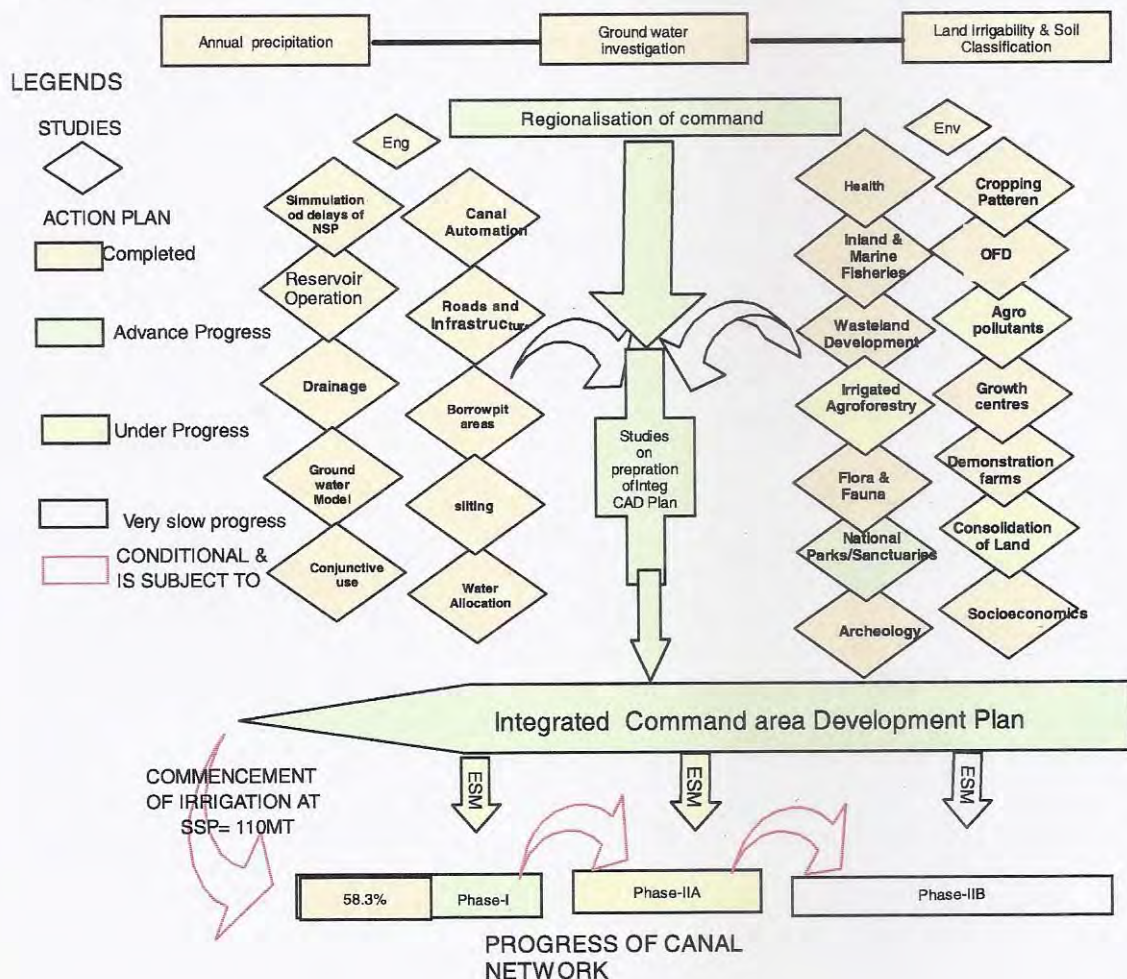 Annual precipitation
Ground water
investigation
Land Irrigability & Soil
Classification
LEGENDS
STUDIES
ACTION PLAN
Completed
Advance Progress
Under Progress
Very slow progress
CONDITIONAL &
IS SUBJECT TO
Regionalisation of command
Eng
Simmulation
od delays of
NSP
Canal
Automation
Reservoir
Operation
Roads and
Infrastructur
Drainage
Borrowpit
areas
Ground
water
Model
silting
Conjunctive
use
Water
Allocation
Studies
on
prepration
of Integ
CAD Plan
Env
Health
Cropping
Patteren
Inland &
Marine
Fisheries
OFD
Wasteland
Development
Agro
pollutants
Irrigated
Agroforestry
Growth
centres
Flora &
Fauna
Demonstration
farms
National
Parks/Sanctuaries
Consolidation
of Land
Archeology
Socioeconomics
Integrated Command area Development Plan
COMMENCEMENT
OF IRRIGATION AT
SSP= 110MT
ESM
ESM
ESM
58.3%
Phase-I
Phase-IIA
Phase-IIB
PROGRESS OF CANAL
NETWORK